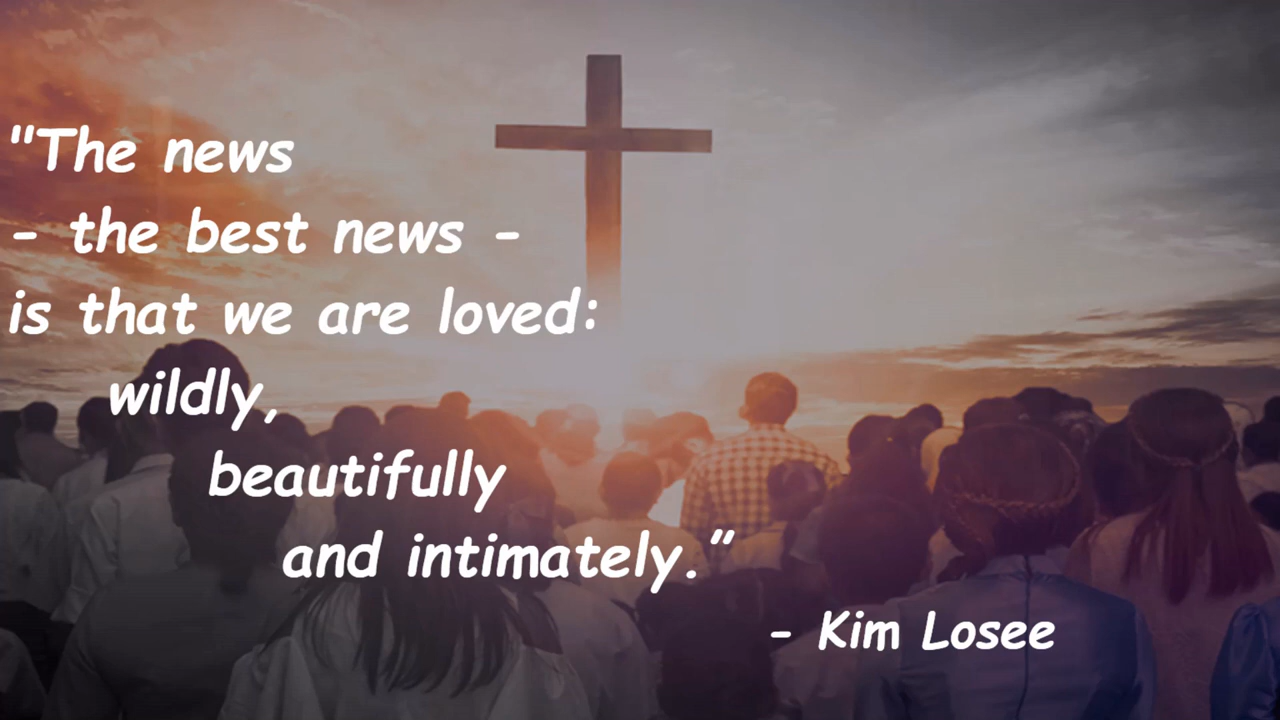 "The news
- the best news -
is that we are loved:
wildly,
beautifully
and intimately.”
- Kim Losee